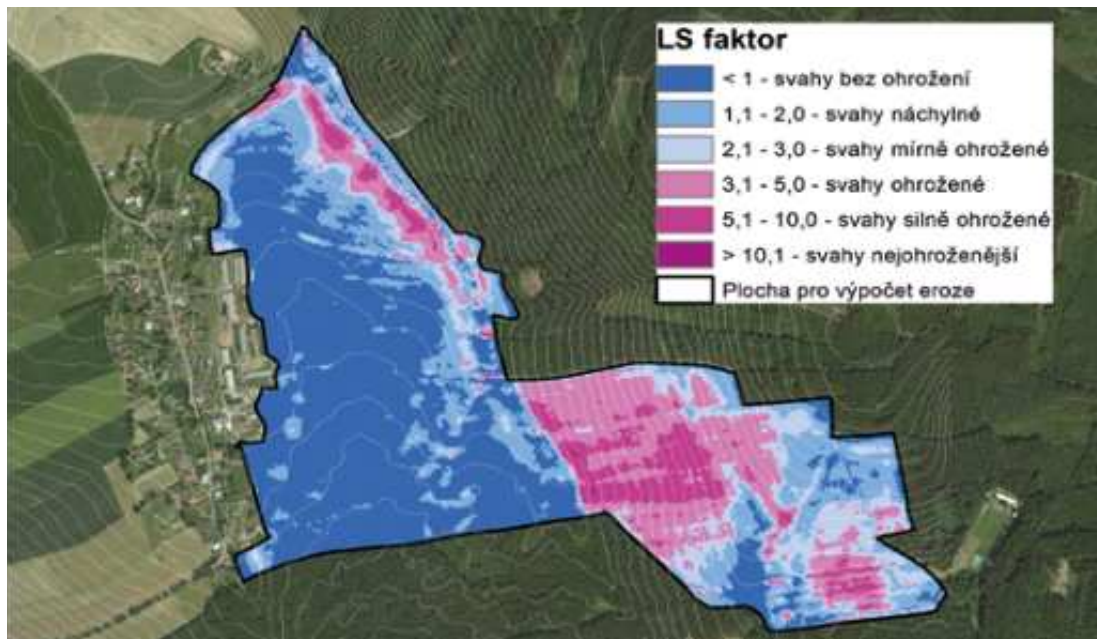 LS faktor
< 1 - svahy bez ohrožení
1,1 - 2,0 - svahy náchylné
2,1 - 3,0 - svahy mírně ohrožené
3,1 - 5,0 - svahy ohrožené
5,1 - 10,0 - svahy silně ohrožené
> 10,1 - svahy nejohroženější
Plocha pro výpočet eroze